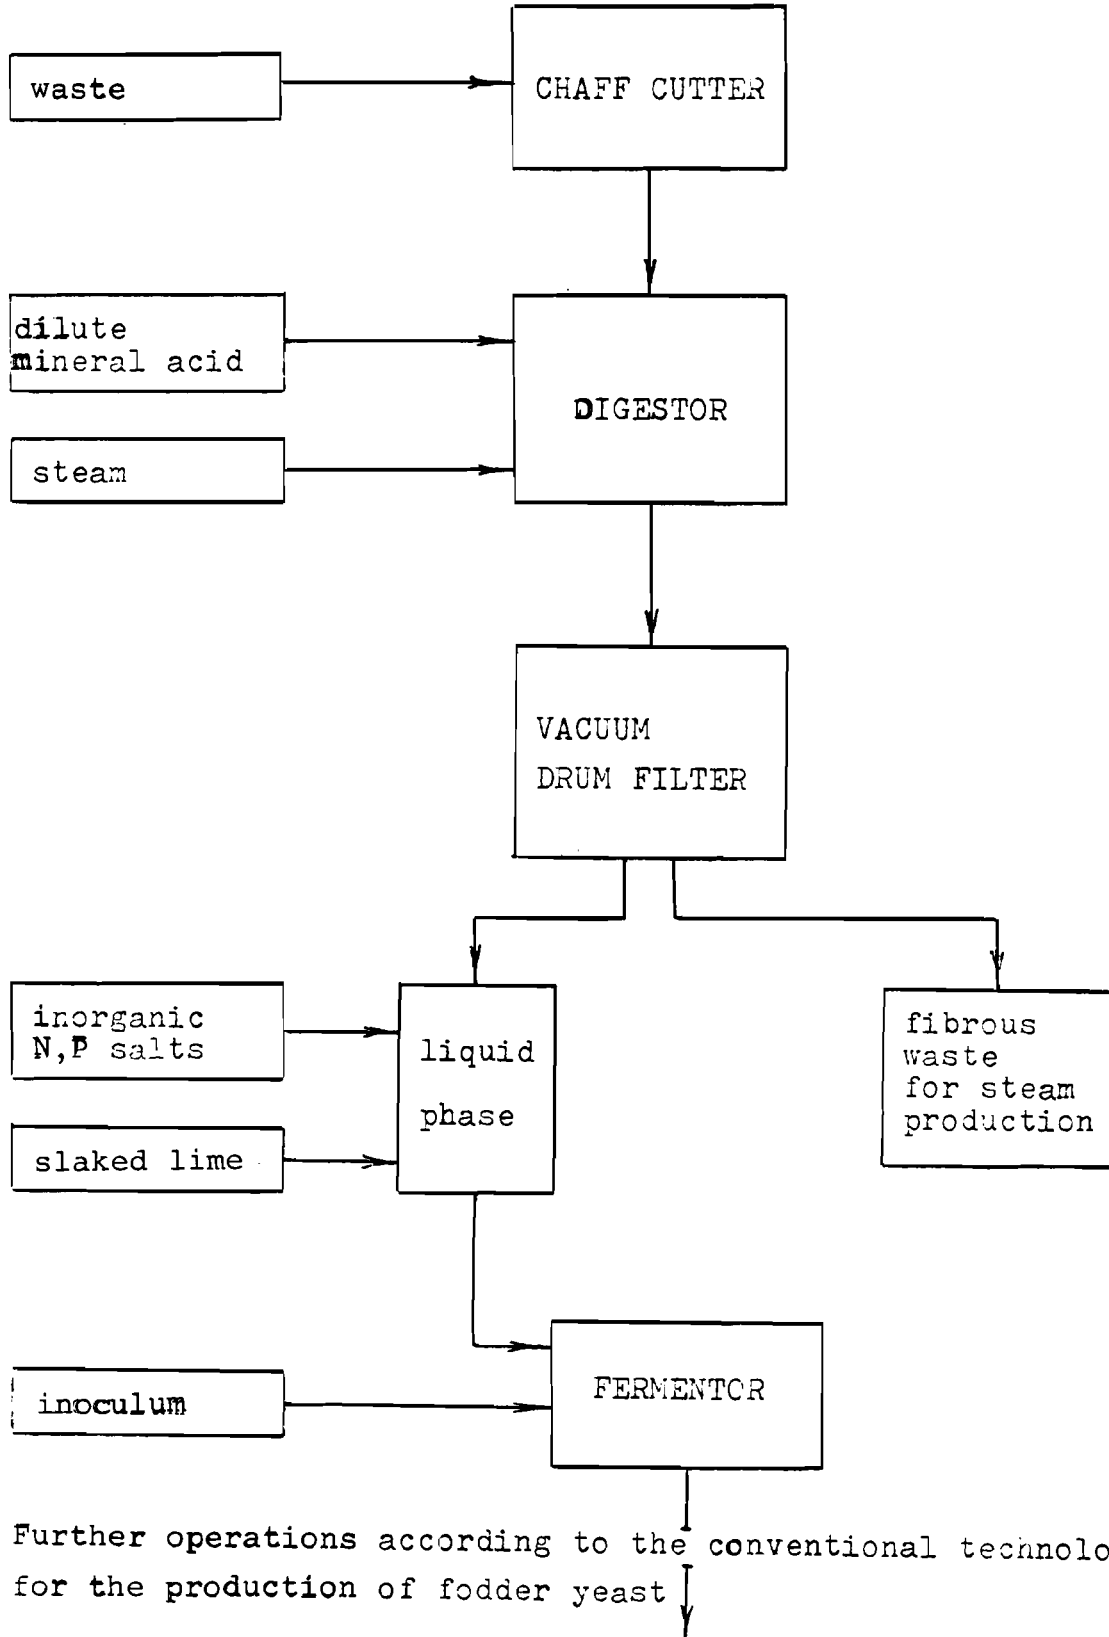 waste
CHAFF CUTTER
dilute
mineral acid
DIGESTOR
steam
VACUUM
DRUM FILTER
inorganic
N,P salts
liquid
phase
fibrous
waste
for steam
production
slaked lime
FERMENTOR
inoculum
Further operations according to the conventional technolo
for the production of fodder yeast